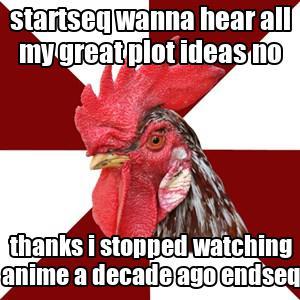 startseq wanna hear all
my great plot ideas no
thanks i stopped watching
anime a decade ago endseq